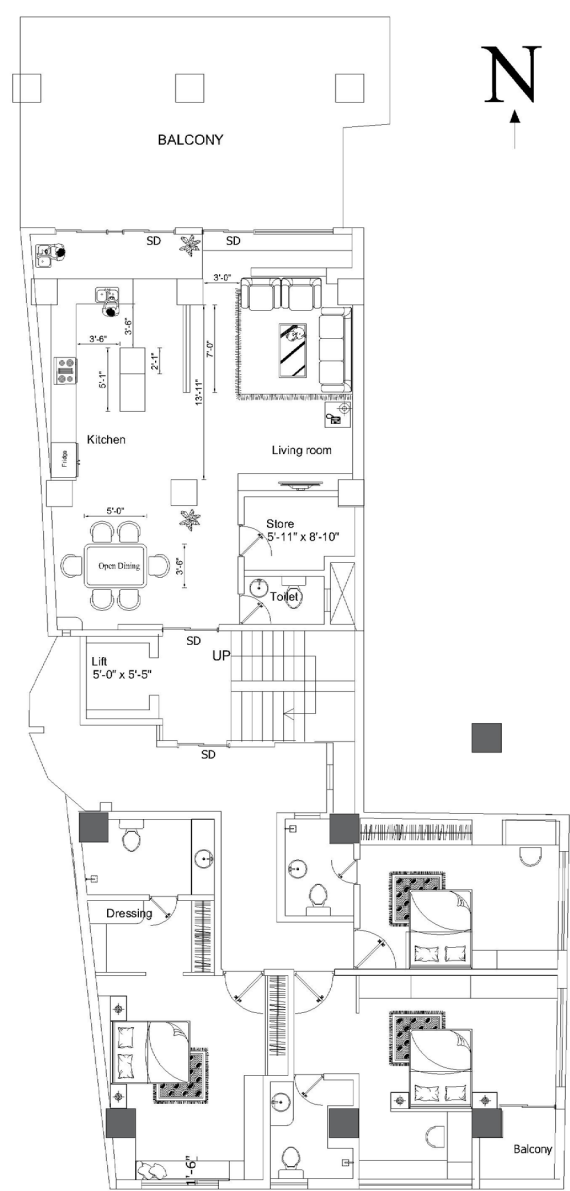 N
BALCONY
SD
SD
3'-0"
3'-6"
3'-6"
2'-1"
5'-1"
7'-0"
13'-11"
Kitchen
Fridge
Living room
5'-0"
Store
5'-11" x 8'-10"
Open Dining
3'-6"
Toilet
SD
UP
Lift
5'-0" x 5'-5"
SD
Dressing
Balcony
1'-6"